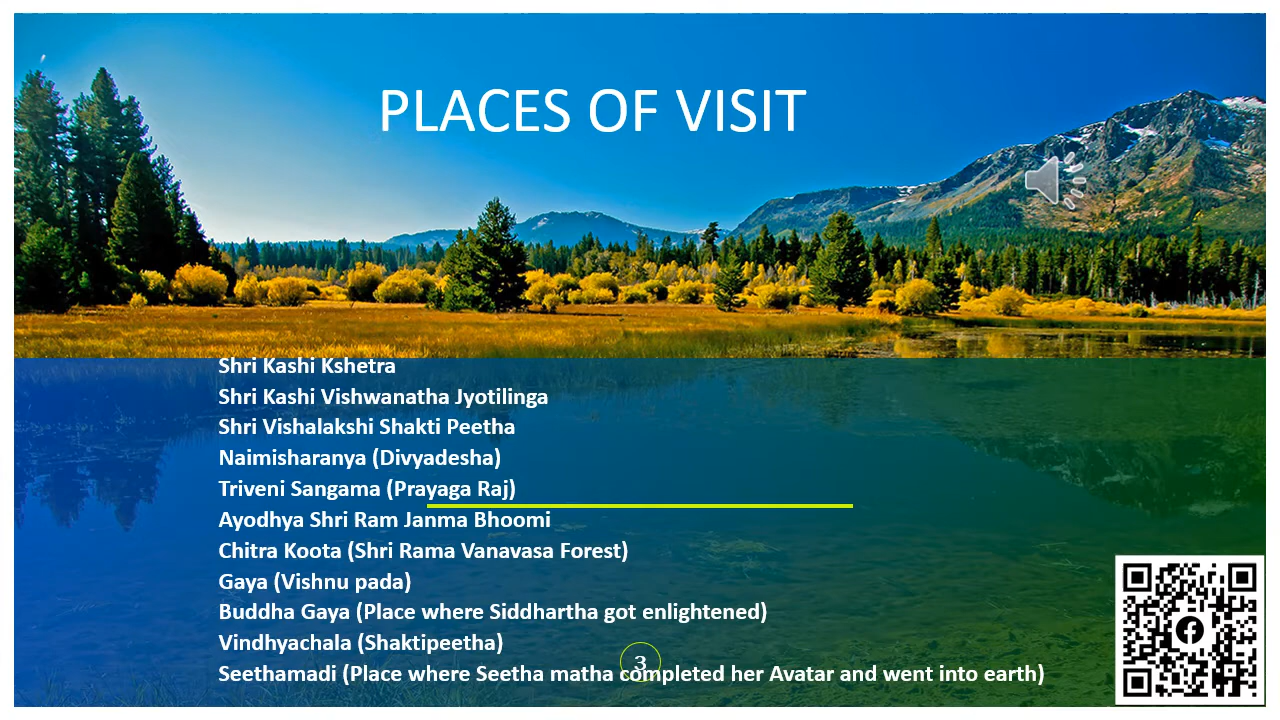 PLACES OF VISIT
Shri Kashi Kshetra
Shri Kashi Vishwanatha Jyotilinga
Shri Vishalakshi Shakti Peetha
Naimisharanya (Divyadesha)
Triveni Sangama (Prayaga Raj)
Ayodhya Shri Ram Janma Bhoomi
Chitra Koota (Shri Rama Vanavasa Forest)
Gaya (Vishnu pada)
Buddha Gaya (Place where Siddhartha got enlightened)
Vindhyachala (Shaktipeetha)
3
Seethamadi (Place where Seetha matha completed her Avatar and went into earth)